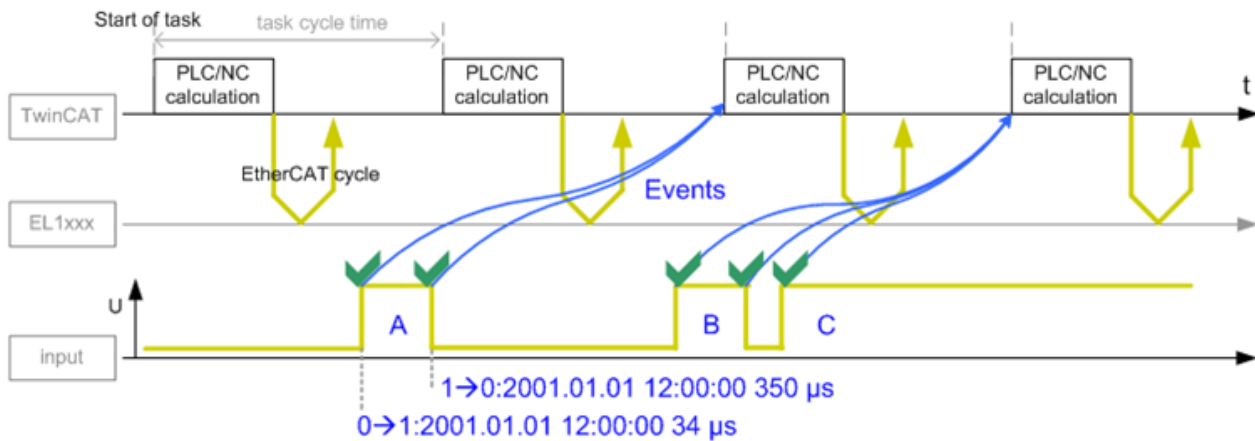 Start of task
task cycle time
PLC/NC
calculation
PLC/NC
calculation
PLC/NC
calculation
PLC/NC
calculation
t
TwinCAT
EtherCAT cycle
Events
EL1xxx
U
A
B
C
input
1→0:2001.01.01 12:00:00 350 µs
0→1:2001.01.01 12:00:00 34 µs